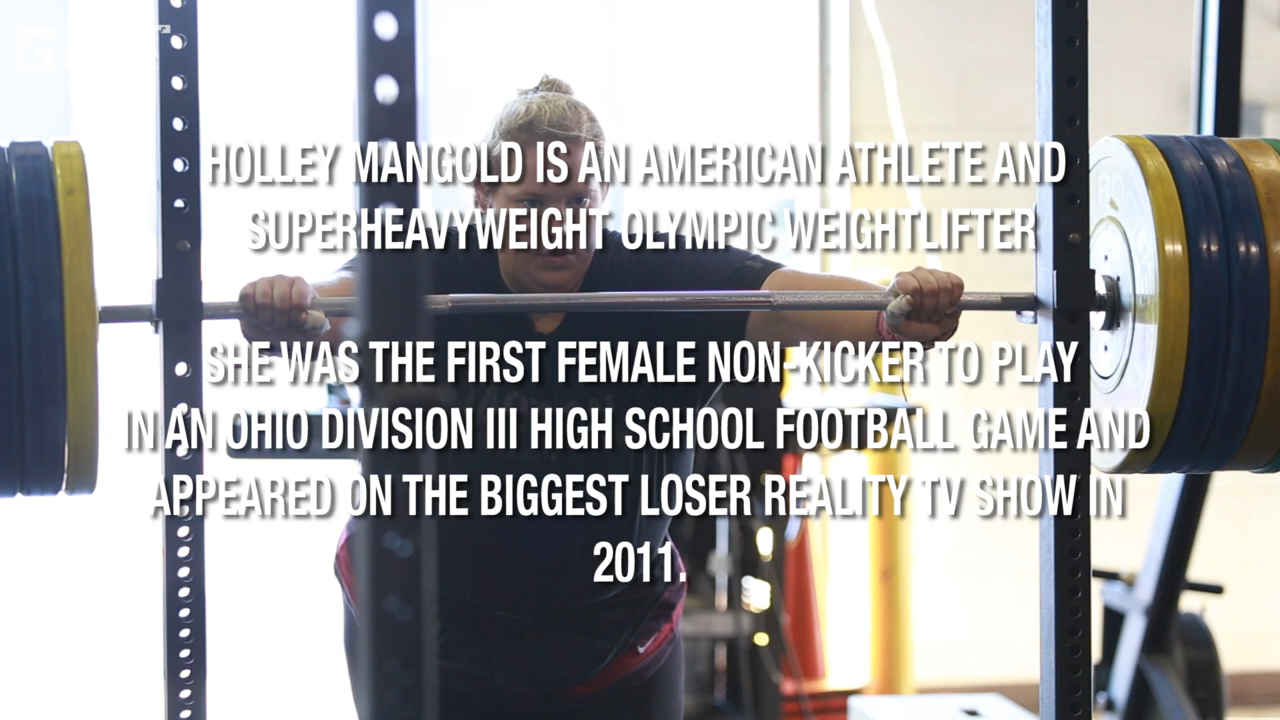 HOLLEY MANGOLD IS AN AMERICAN ATHLETE AND
SUPERHEAVYWEIGHT OLYMPIC WEIGHTLIFTER
SHE WAS THE FIRST FEMALE NON-KICKER TO PLAY
IN AN OHIO DIVISION III HIGH SCHOOL FOOTBALL GAME AND
APPEARED ON THE BIGGEST LOSER REALITY TV SHOW IN
2011.